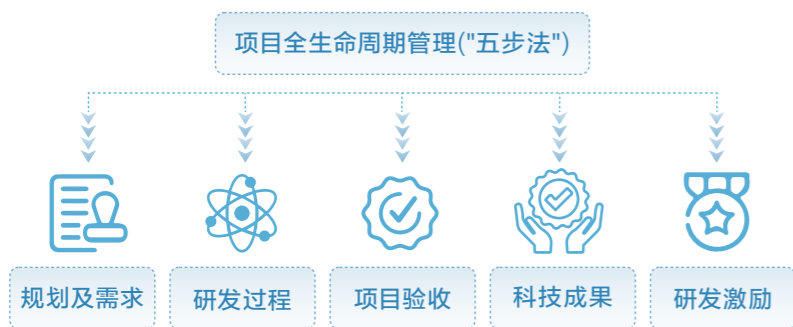 项目全生命周期管理("五步法")
规划及需求
研发过程
项目验收
科技成果
研发激励